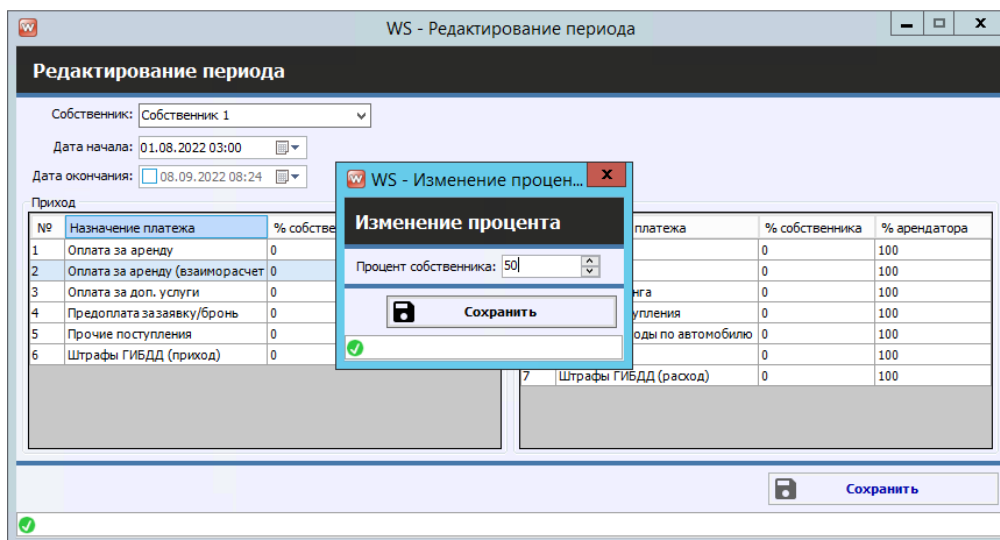 WS - Редактирование периода
Редактирование периода
Собственник: Собственник 1
Дата начала: 01.08.2022 03:00
Дата окончания: 08.09.2022 08:24
Приход
№ Назначение платежа % собстве
1 Оплата за аренду 0
2 Оплата за аренду (взаиморасчет 0
3 Оплата за доп. услуги 0
4 Предоплата зазаявку/бронь 0
5 Прочие поступления 0
6 Штрафы ГИБДД (приход) 0
WS - Изменение процен...
Изменение процента
Процент собственника: 50
Сохранить
платежа % собственника % арендатора
0 100
0 100
0 100
0 100
оды по автомобилю 0 100
0 100
7 Штрафы ГИБДД (расход) 0 100
Сохранить